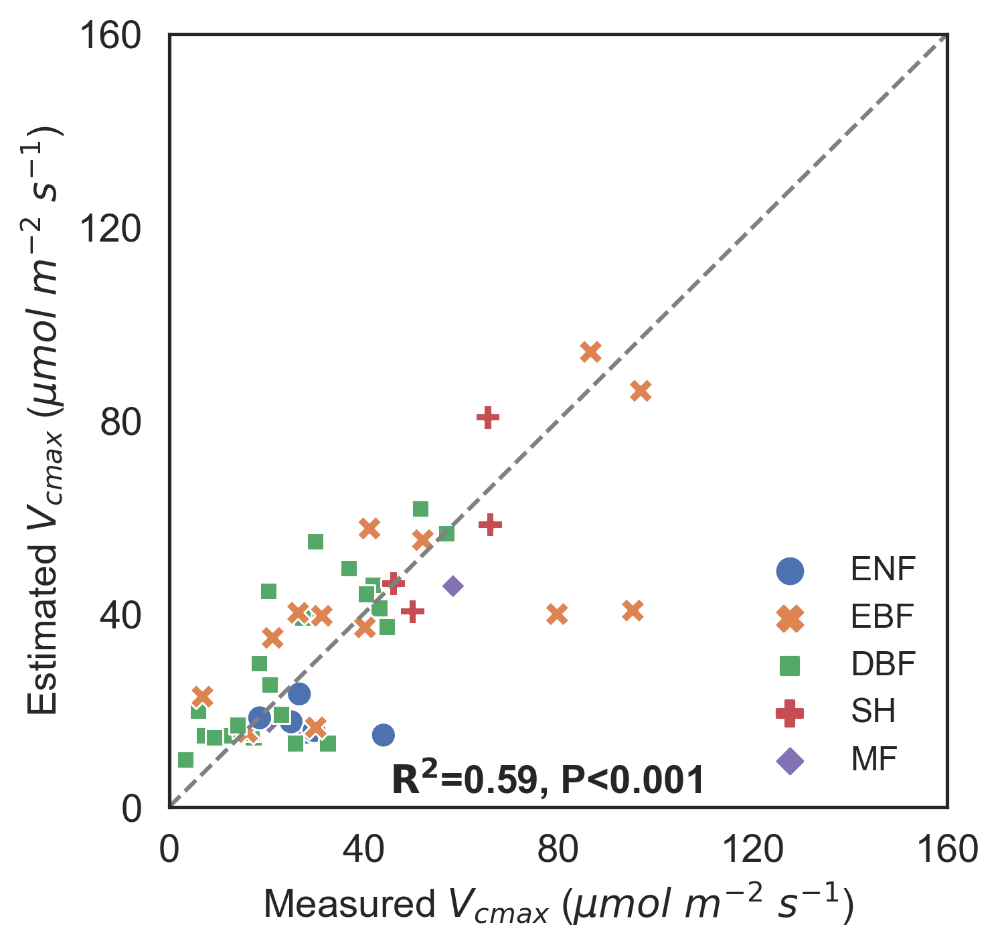 160
120
80
40
0
Estimated V_cmax (μmol m⁻² s⁻¹)
ENF
EBF
DBF
SH
MF
R²=0.59, P<0.001
0 40 80 120 160
Measured V_cmax (μmol m⁻² s⁻¹)